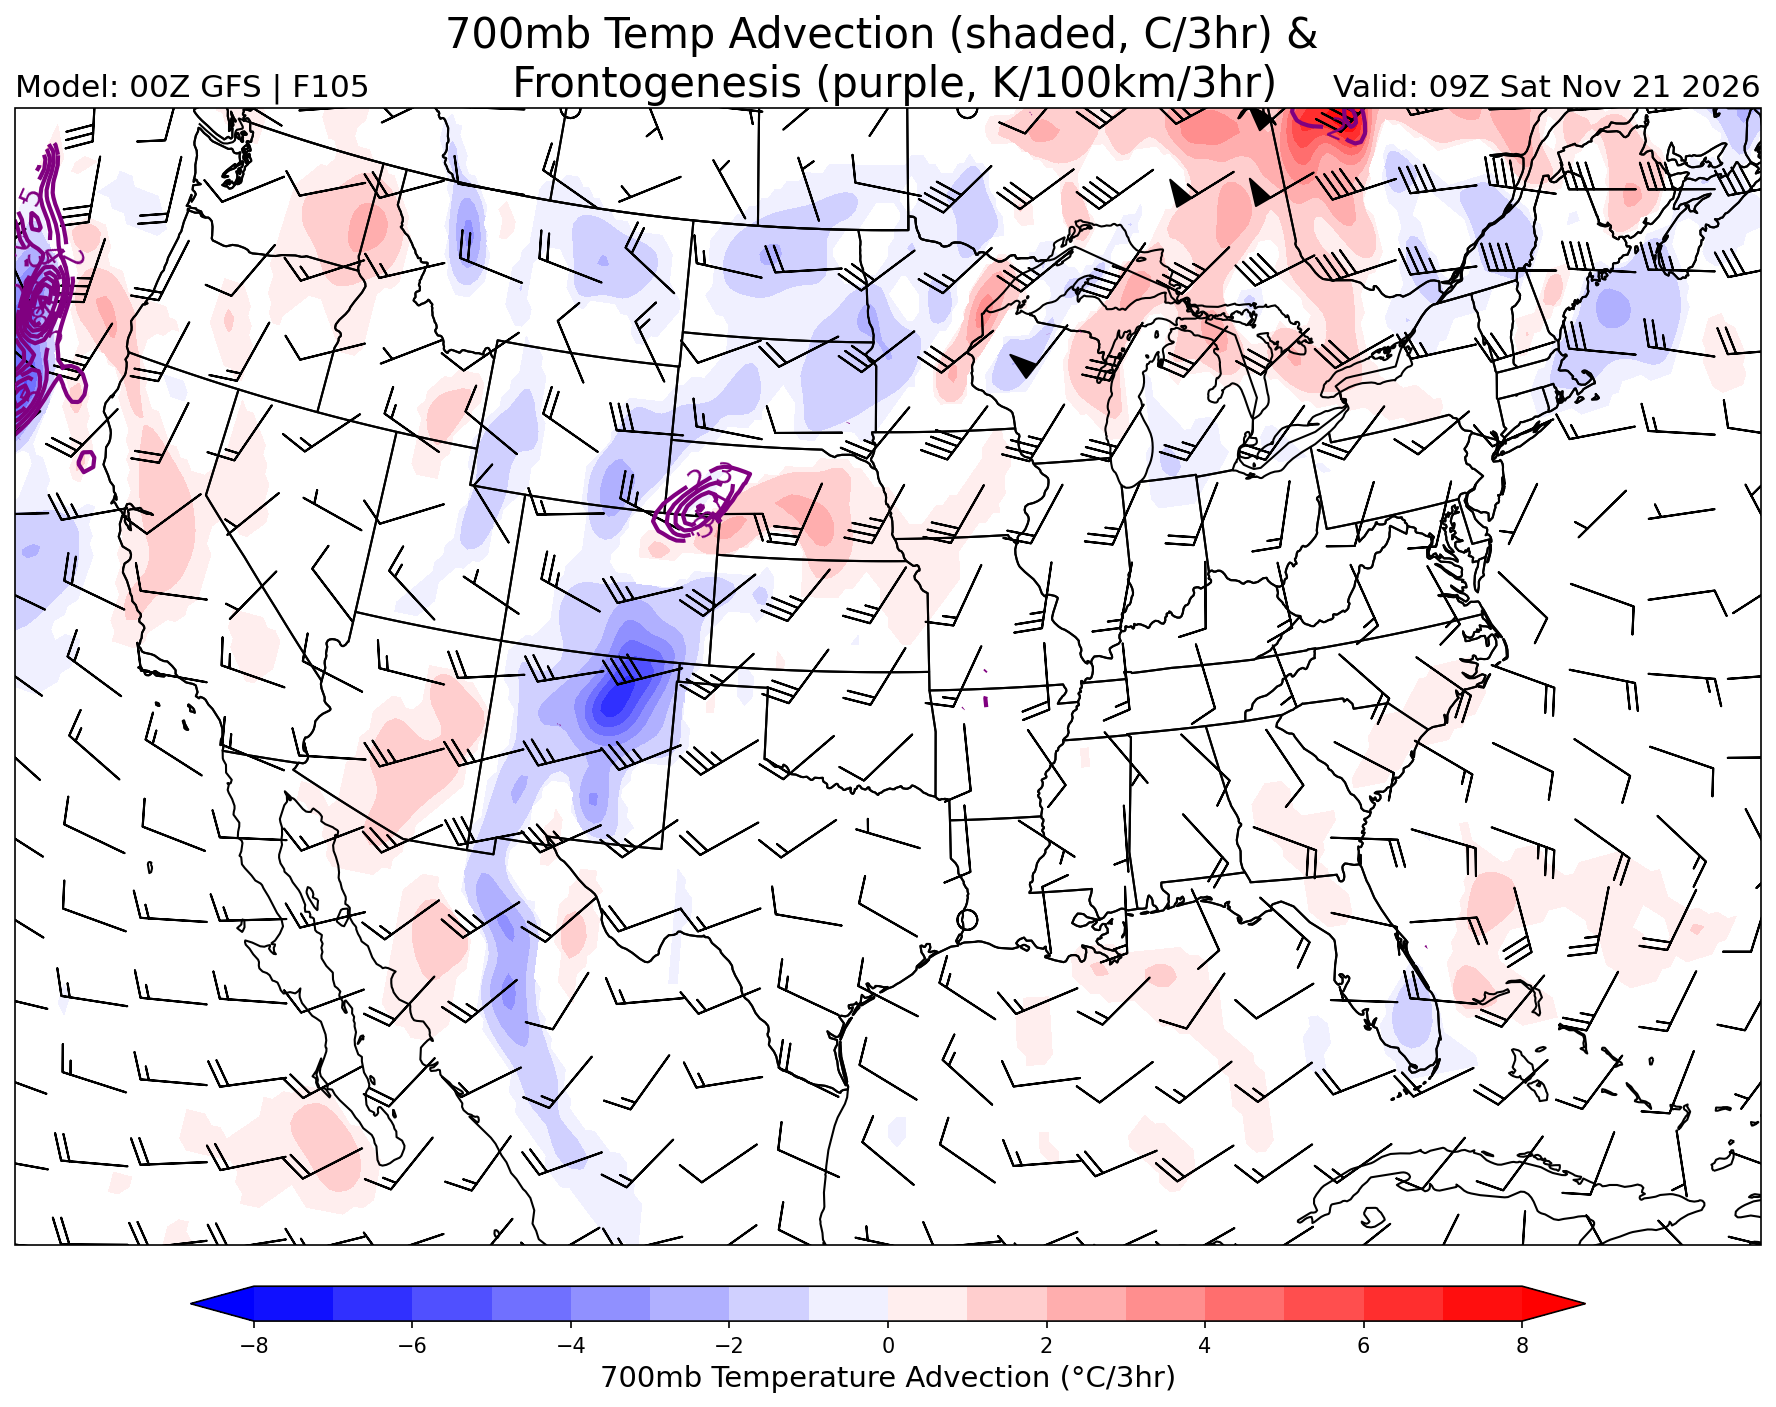 700mb Temp Advection (shaded, C/3hr) &
Model: 00Z GFS | F105 Frontogenesis (purple, K/100km/3hr) Valid: 09Z Sat Nov 21 2026
−8 −6 −4 −2 0 2 4 6 8
700mb Temperature Advection (°C/3hr)